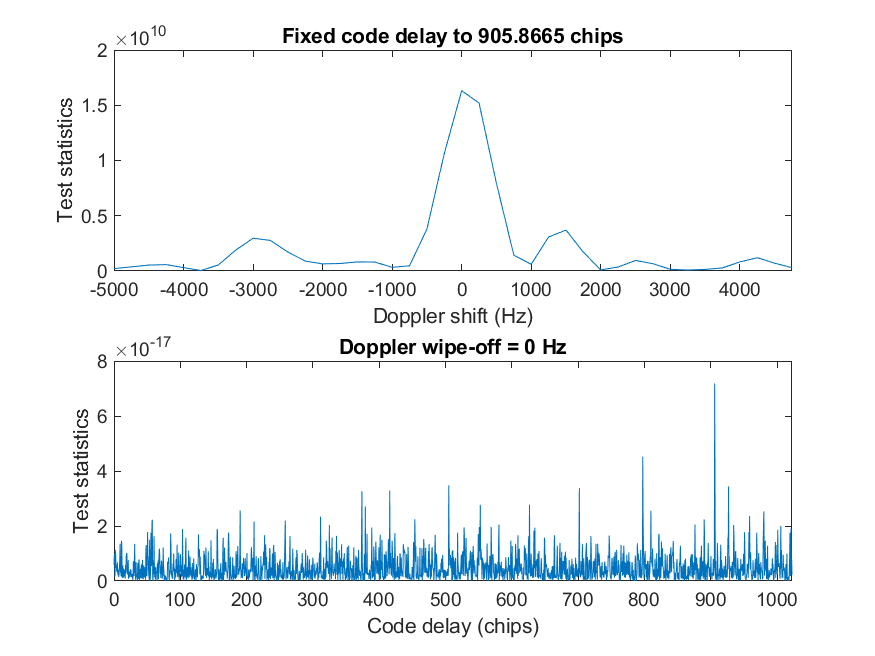 Fixed code delay to 905.8665 chips
×10^10
2
1.5
1
0.5
0
Test statistics
-5000 -4000 -3000 -2000 -1000 0 1000 2000 3000 4000
Doppler shift (Hz)
Doppler wipe-off = 0 Hz
×10^-17
8
6
4
2
0
Test statistics
0 100 200 300 400 500 600 700 800 900 1000
Code delay (chips)